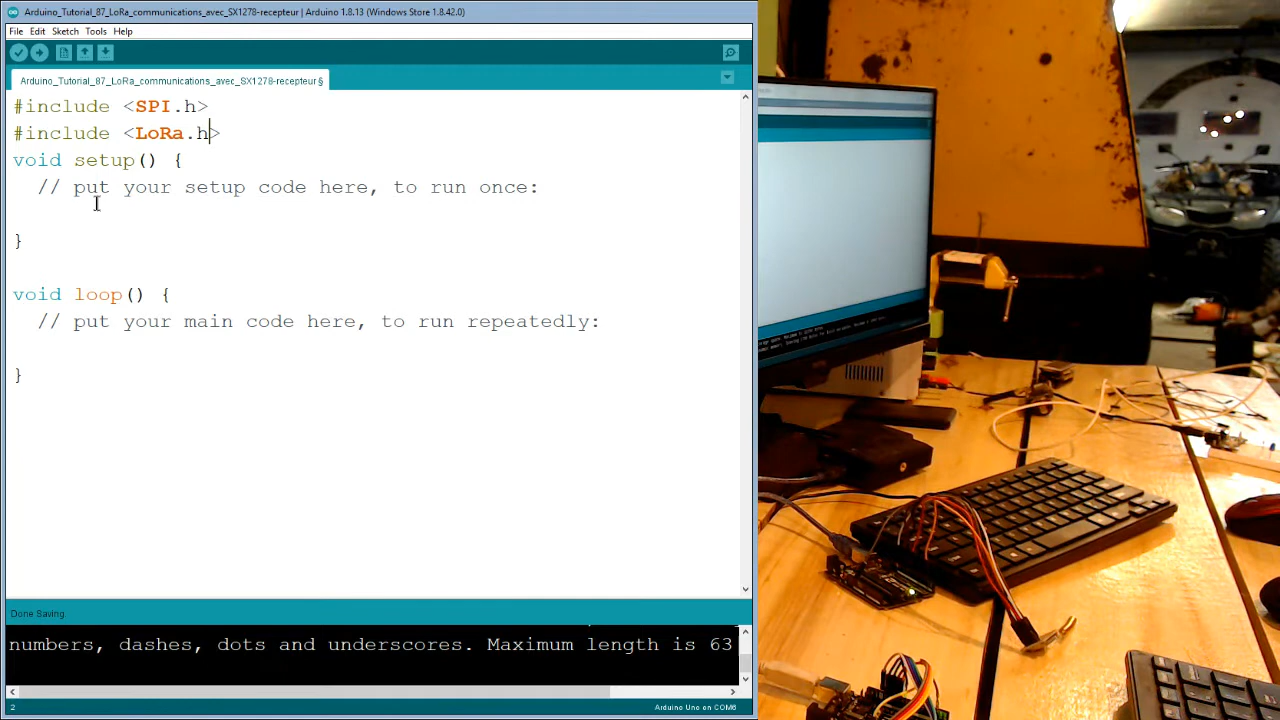 Arduino_Tutorial_87_LoRa_communications_avec_SX1278-recepteur | Arduino 1.8.13 (Windows Store 1.8.42.0)
File Edit Sketch Tools Help
Arduino_Tutorial_87_LoRa_communications_avec_SX1278-recepteur §
#include <SPI.h>
#include <LoRa.h>
void setup() {
// put your setup code here, to run once:
}
void loop() {
// put your main code here, to run repeatedly:
}
Done Saving.
numbers, dashes, dots and underscores. Maximum length is 63
2
Arduino Uno on COM6